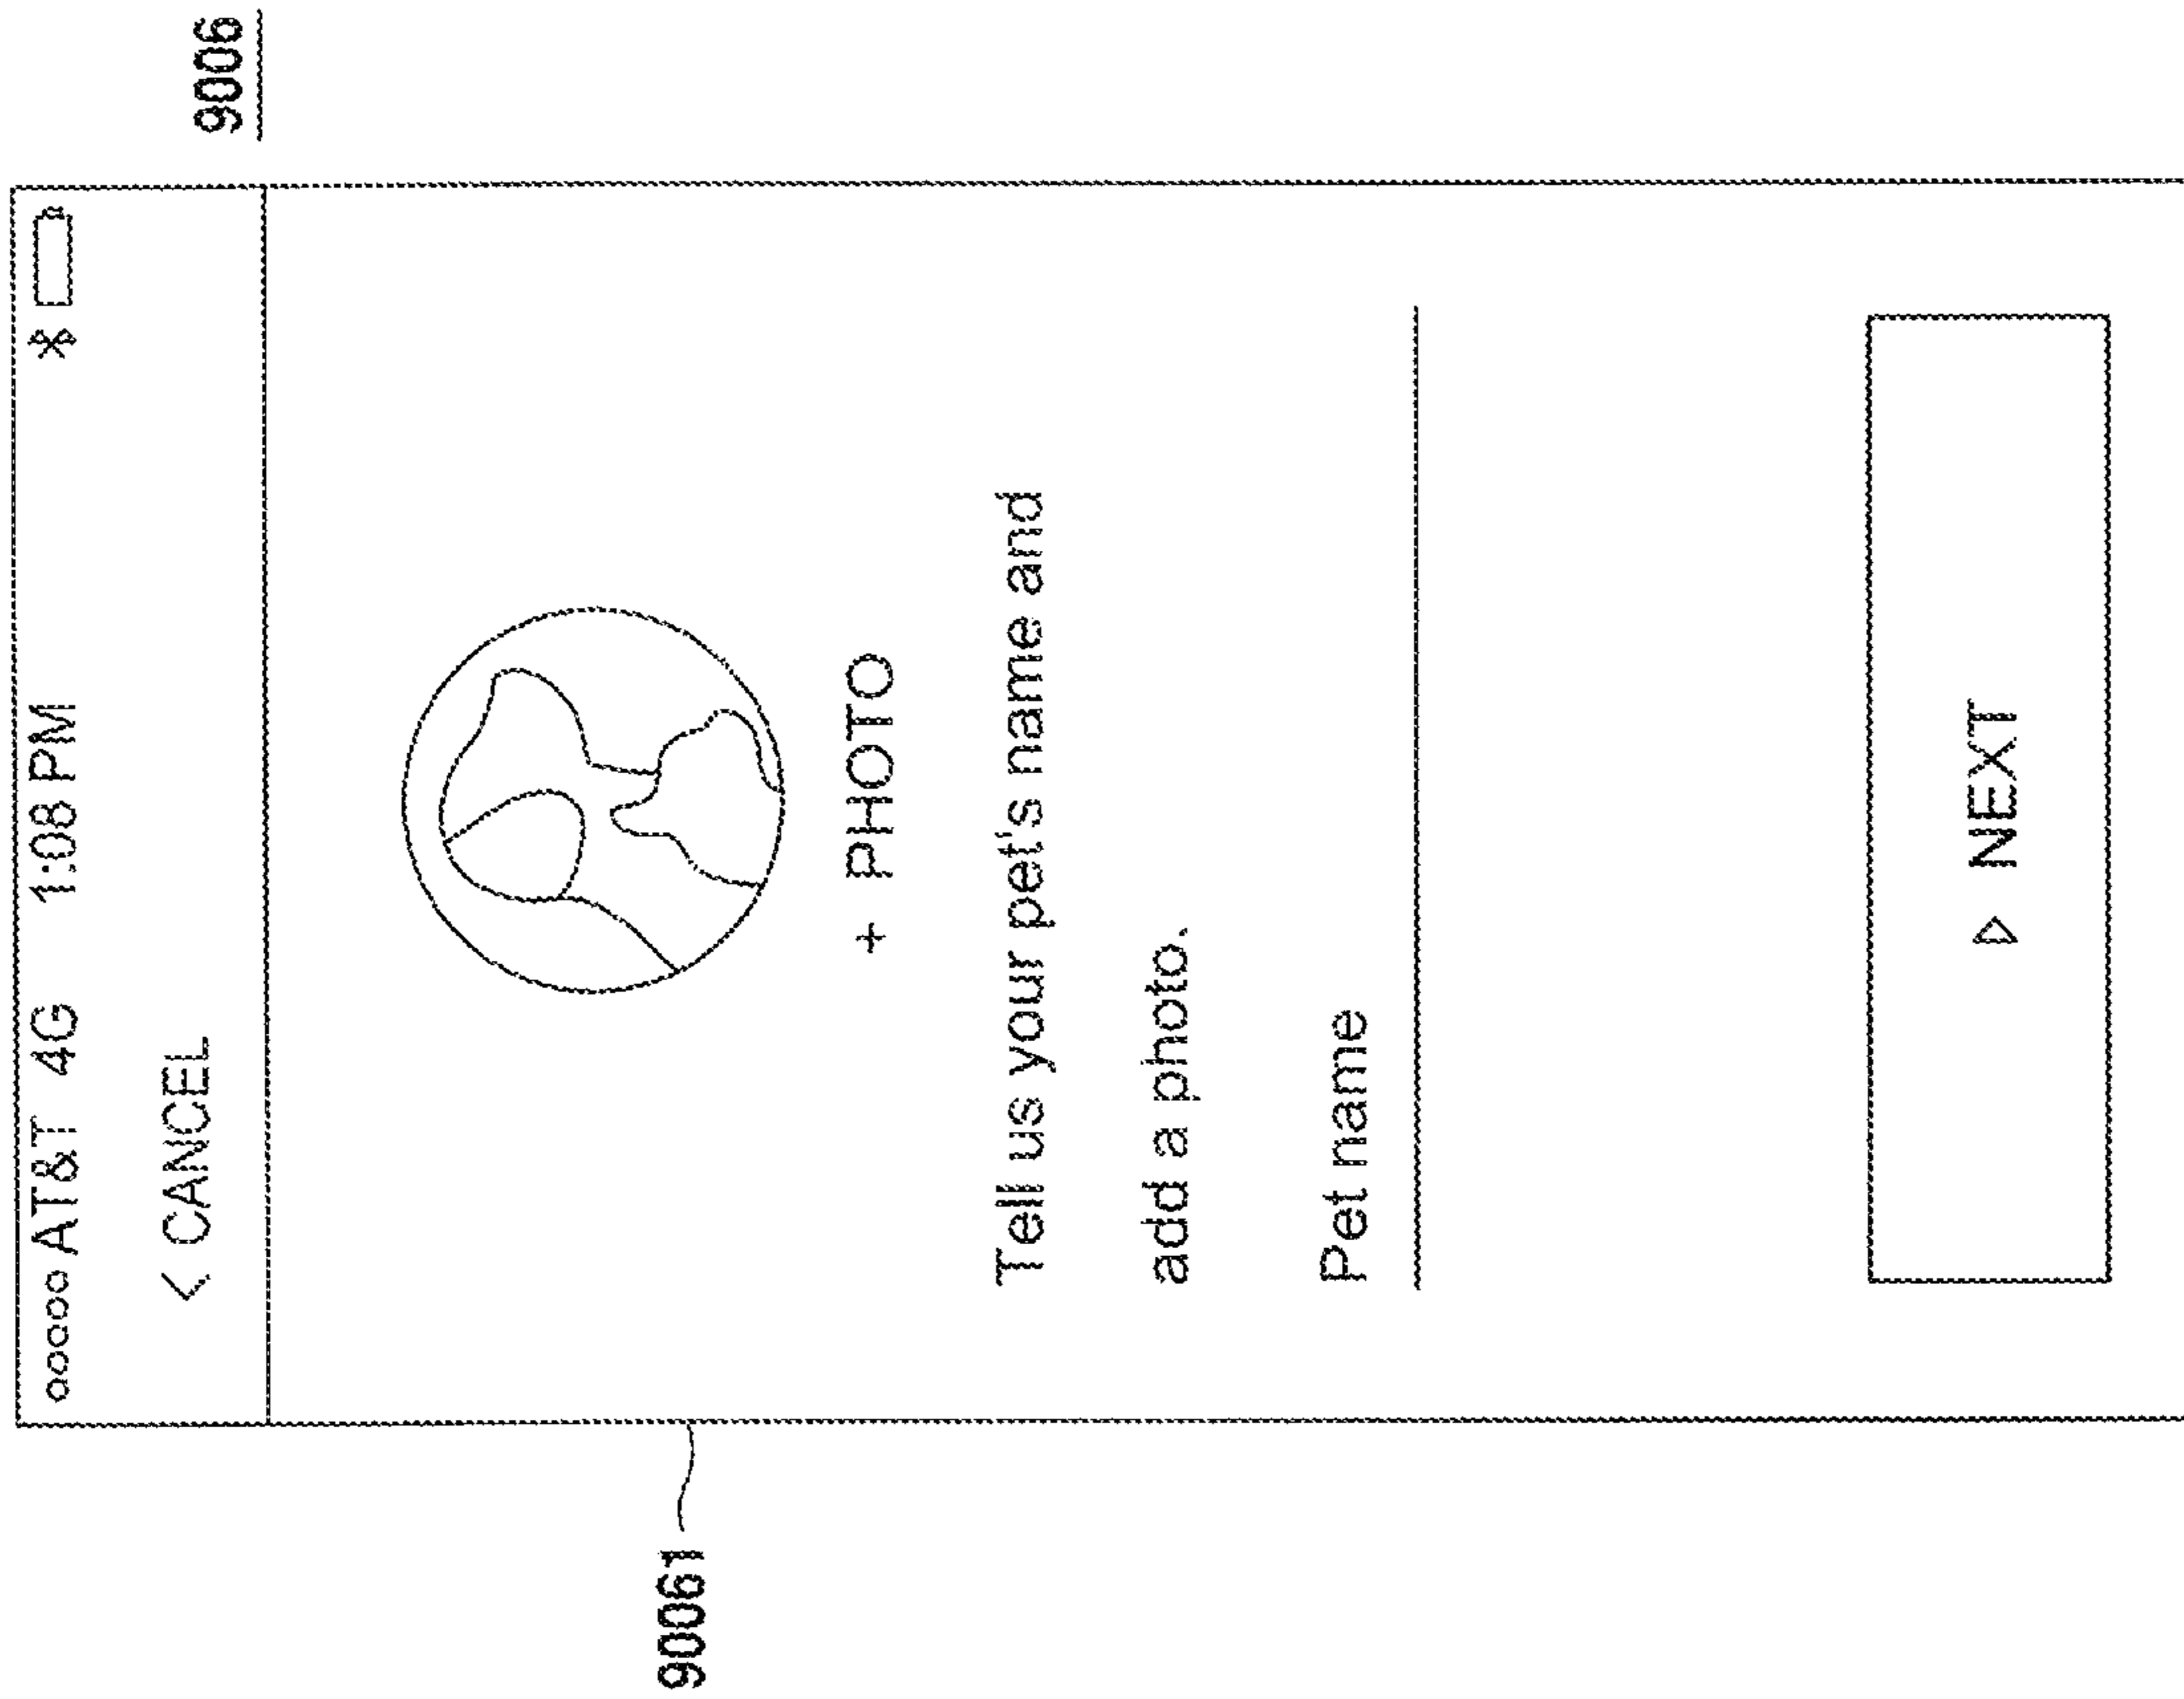 9006
ooooo AT&T 4G 1:08 PM
< CANCEL
+ PHOTO
Tell us your pet's name and
add a photo.
Pet name
▷ NEXT
90061